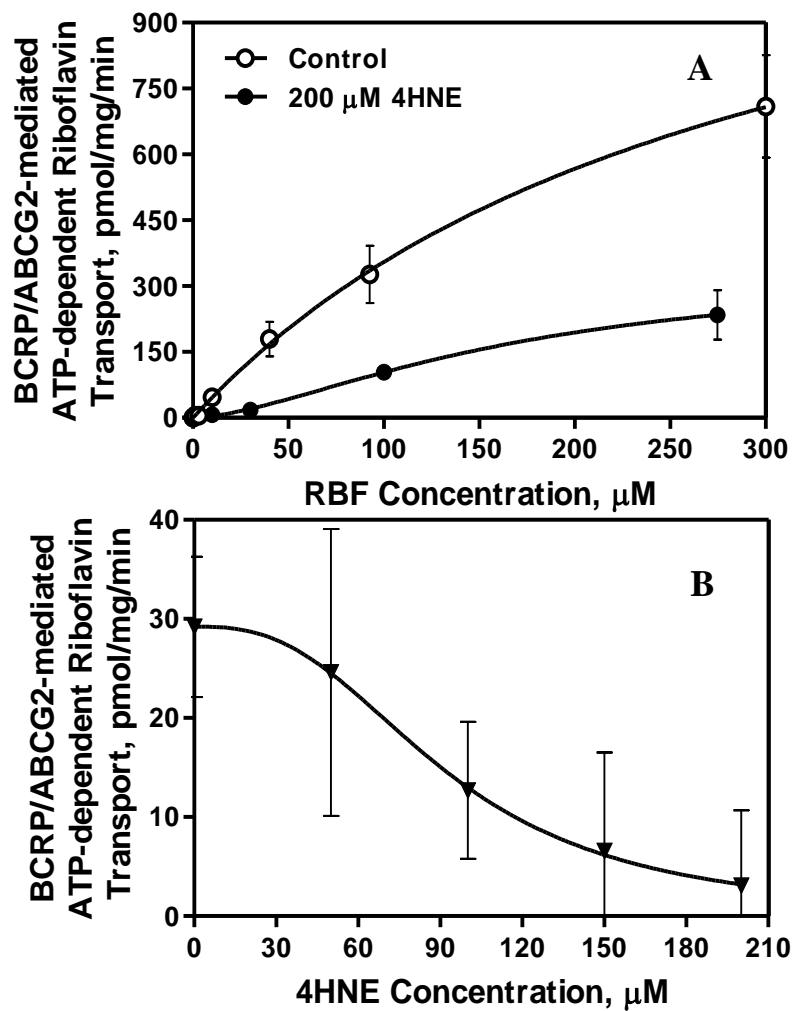 BCRP/ABCG2-mediated
ATP-dependent Riboflavin
Transport, pmol/mg/min
900
750
600
450
300
150
0
Control
200 μM 4HNE
A
0 50 100 150 200 250 300
RBF Concentration, μM
BCRP/ABCG2-mediated
ATP-dependent Riboflavin
Transport, pmol/mg/min
40
30
20
10
0
B
0 30 60 90 120 150 180 210
4HNE Concentration, μM